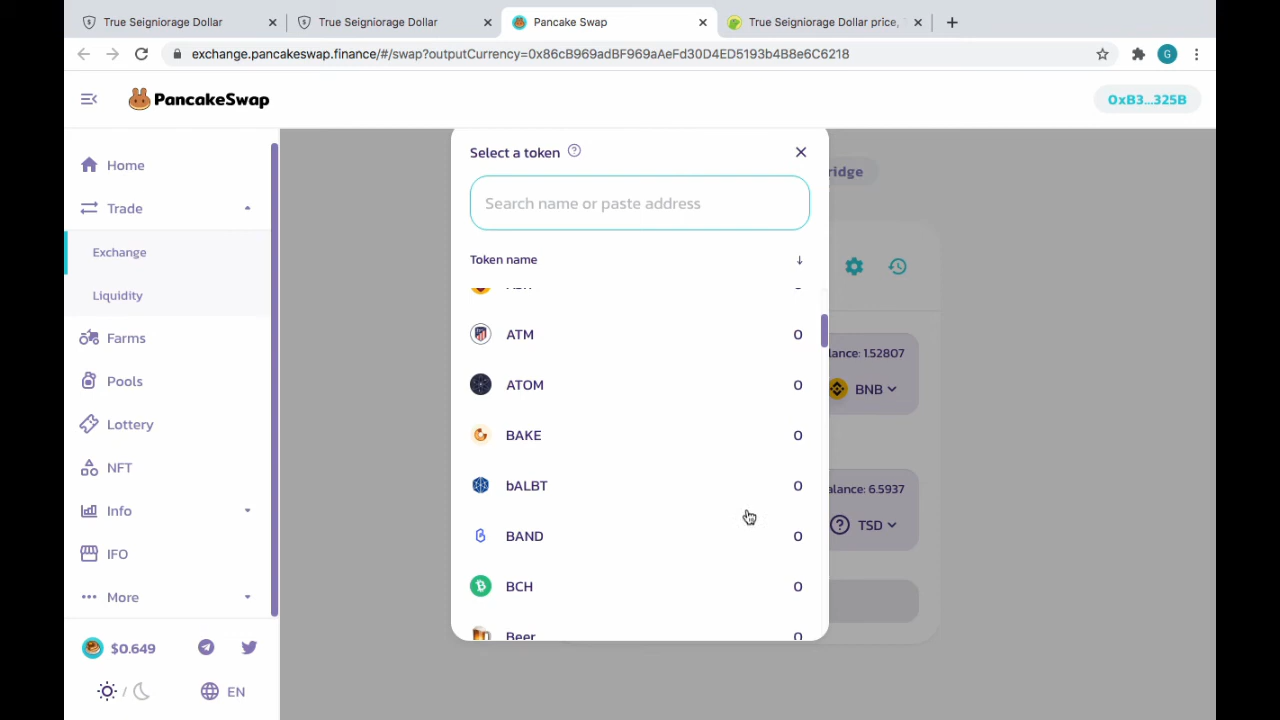 True Seigniorage Dollar
True Seigniorage Dollar
Pancake Swap
True Seigniorage Dollar price,
exchange.pancakeswap.finance/#/swap?outputCurrency=0x86cB969adBF969aAeFd30D4ED5193b4B8e6C6218
G
PancakeSwap
0xB3...325B
Home
Trade
Exchange
Liquidity
Farms
Pools
Lottery
NFT
Info
IFO
More
$0.649
EN
Select a token
Search name or paste address
Token name
ATM 0
ATOM 0
BAKE 0
bALBT 0
BAND 0
BCH 0
Beer 0
ridge
lance: 1.52807
BNB
alance: 6.5937
TSD